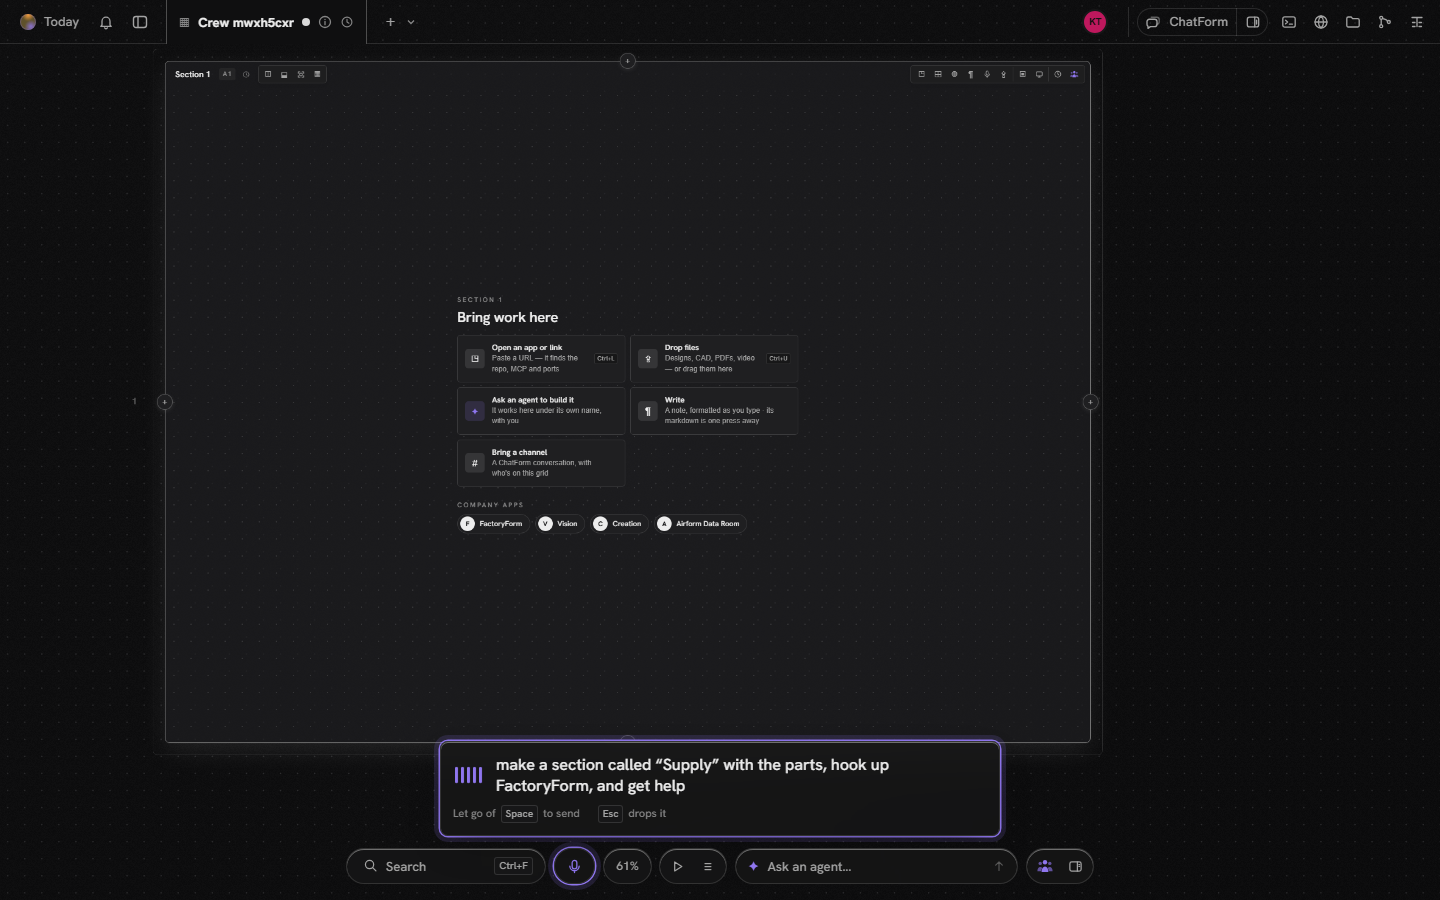 Today
Crew mwxh5cxr
KT
ChatForm
Section 1
A1
SECTION 1
Bring work here
Open an app or link
Paste a URL — it finds the
repo, MCP and ports
Ctrl+L
Drop files
Designs, CAD, PDFs, video
— or drag them here
Ctrl+U
Ask an agent to build it
It works here under its own name,
with you
Write
A note, formatted as you type · its
markdown is one press away
1
# Bring a channel
A ChatForm conversation, with
who's on this grid
COMPANY APPS
F FactoryForm
V Vision
C Creation
A Airform Data Room
make a section called “Supply” with the parts, hook up
FactoryForm, and get help
Let go of Space to send Esc drops it
Search Ctrl+F
61%
Ask an agent...